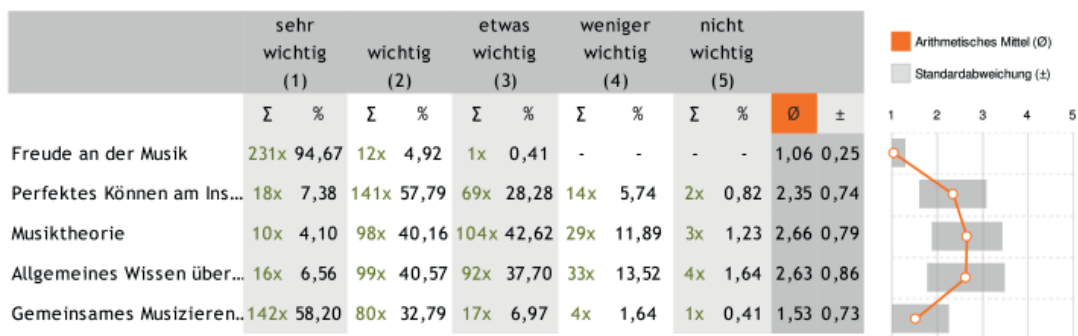 sehr wichtig (1) wichtig (2) etwas wichtig (3) weniger wichtig (4) nicht wichtig (5)
Arithmetisches Mittel (Ø)
Standardabweichung (±)
Σ % Σ % Σ % Σ % Σ % Ø ±
1 2 3 4 5
Freude an der Musik 231x 94,67 12x 4,92 1x 0,41 - - - - 1,06 0,25
Perfektes Können am Ins... 18x 7,38 141x 57,79 69x 28,28 14x 5,74 2x 0,82 2,35 0,74
Musiktheorie 10x 4,10 98x 40,16 104x 42,62 29x 11,89 3x 1,23 2,66 0,79
Allgemeines Wissen über... 16x 6,56 99x 40,57 92x 37,70 33x 13,52 4x 1,64 2,63 0,86
Gemeinsames Musizieren... 142x 58,20 80x 32,79 17x 6,97 4x 1,64 1x 0,41 1,53 0,73